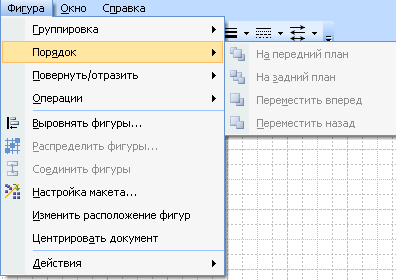 Фигура Окно Справка
Группировка
Порядок
Повернуть/отразить
Операции
Выровнять фигуры...
Распределить фигуры...
Соединить фигуры
Настройка макета...
Изменить расположение фигур
Центрировать документ
Действия
На передний план
На задний план
Переместить вперед
Переместить назад